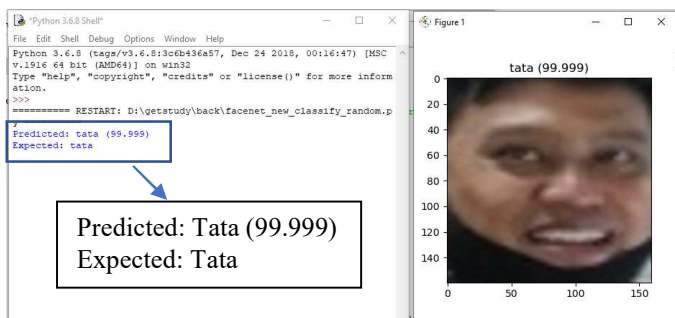 *Python 3.6.8 Shell*
File Edit Shell Debug Options Window Help
Python 3.6.8 (tags/v3.6.8:3c6b436a57, Dec 24 2018, 00:16:47) [MSC
v.1916 64 bit (AMD64)] on win32
Type "help", "copyright", "credits" or "license()" for more inform
ation.
>>>
========== RESTART: D:\getstudy\back\facenet_new_classify_random.p
Predicted: tata (99.999)
Expected: tata
Predicted: Tata (99.999)
Expected: Tata
Figure 1
tata (99.999)
0
20
40
60
80
100
120
140
0 50 100 150